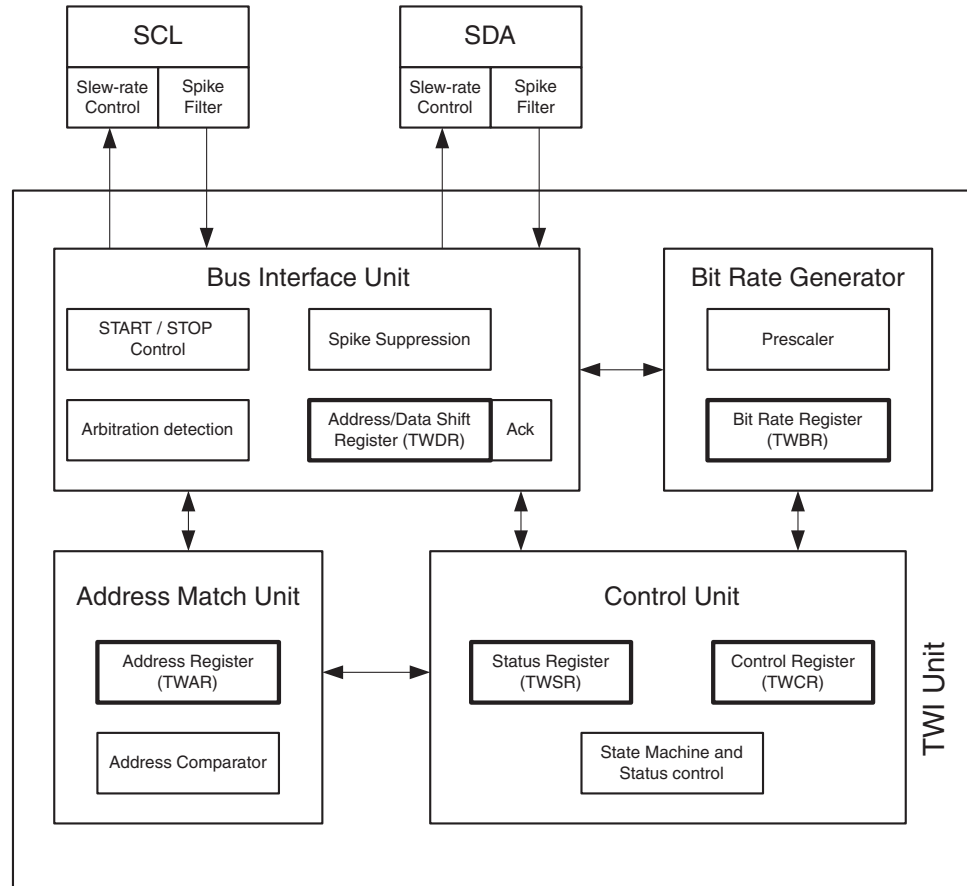 SCL
Slew-rate
Control
Spike
Filter
SDA
Slew-rate
Control
Spike
Filter
Bus Interface Unit
START / STOP
Control
Spike Suppression
Arbitration detection
Address/Data Shift
Register (TWDR)
Ack
Bit Rate Generator
Prescaler
Bit Rate Register
(TWBR)
Address Match Unit
Address Register
(TWAR)
Address Comparator
Control Unit
Status Register
(TWSR)
Control Register
(TWCR)
State Machine and
Status control
TWI Unit